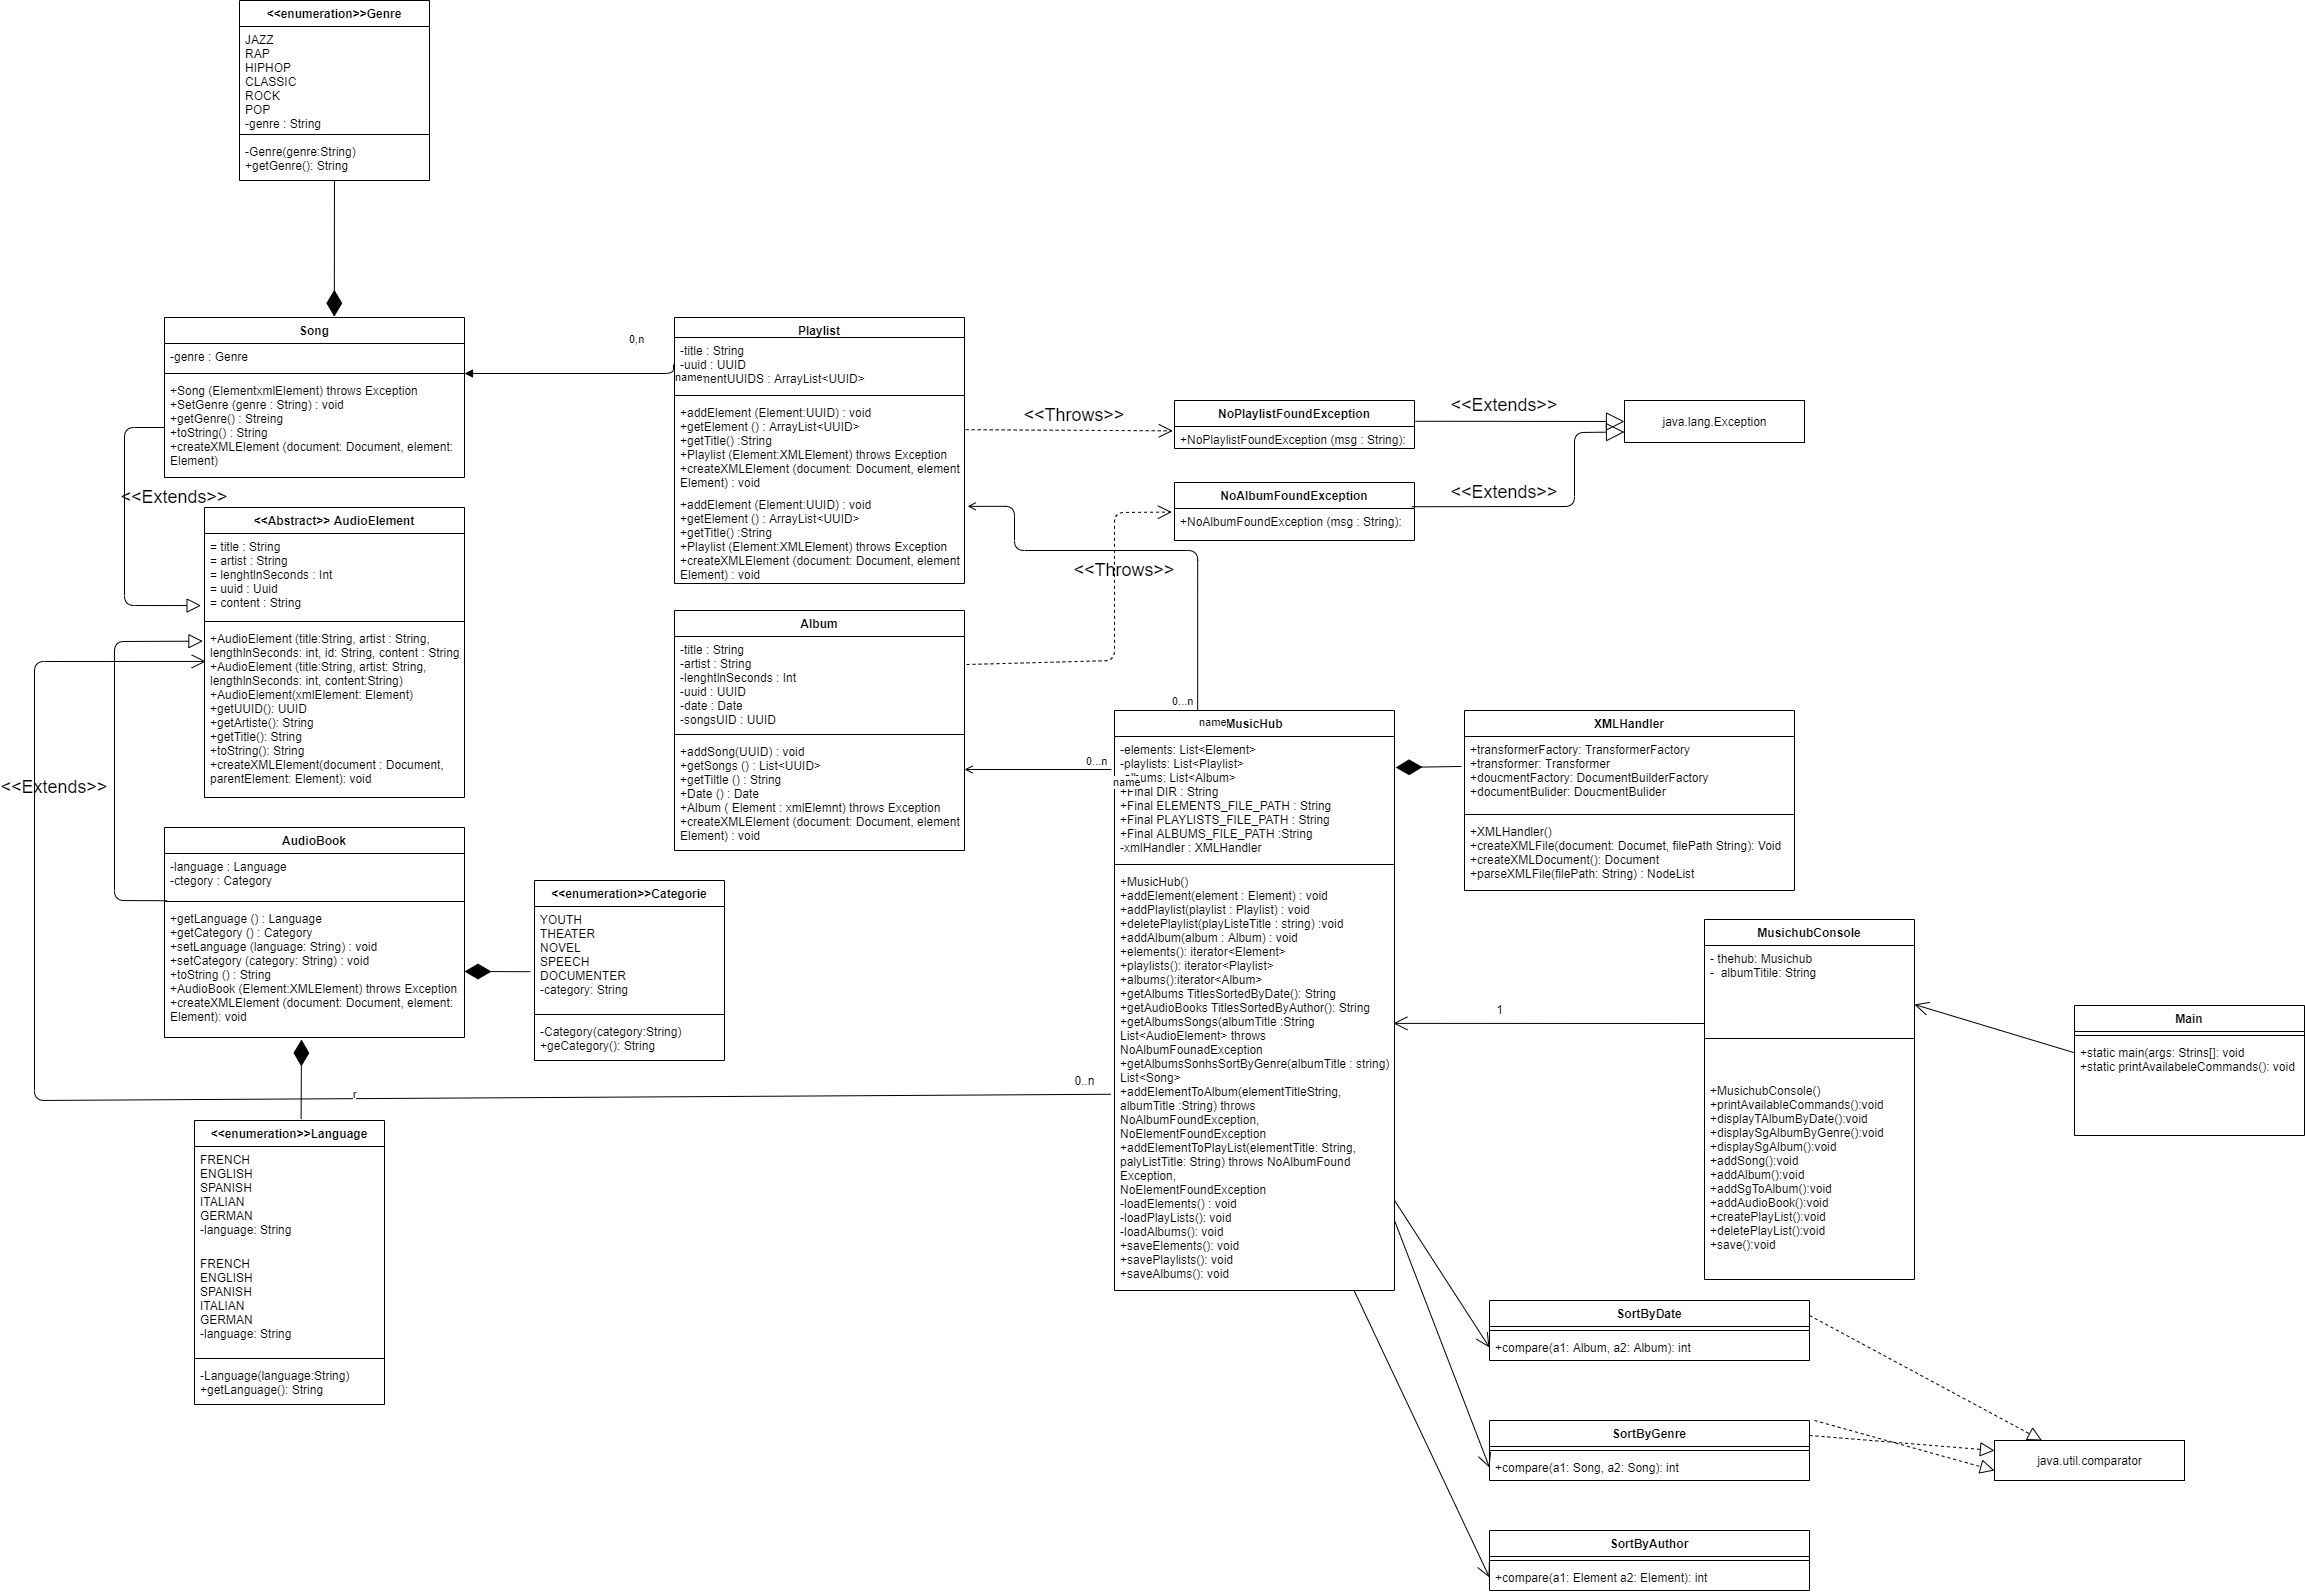 <<enumeration>>Genre
JAZZ
RAP
HIPHOP
CLASSIC
ROCK
POP
-genre : String
-Genre(genre:String)
+getGenre(): String
Song
-genre : Genre
+Song (ElementxmlElement) throws Exception
+SetGenre (genre : String) : void
+getGenre() : Streing
+toString() : String
+createXMLElement (document: Document, element:
Element)
0,n
Playlist
-title : String
-uuid : UUID
name
nentUUIDS : ArrayList<UUID>
+addElement (Element:UUID) : void
+getElement () : ArrayList<UUID>
+getTitle() :String
+Playlist (Element:XMLElement) throws Exception
+createXMLElement (document: Document, element
Element) : void
+addElement (Element:UUID) : void
+getElement () : ArrayList<UUID>
+getTitle() :String
+Playlist (Element:XMLElement) throws Exception
+createXMLElement (document: Document, element
Element) : void
<<Throws>>
NoPlaylistFoundException
+NoPlaylistFoundException (msg : String):
<<Extends>>
java.lang.Exception
NoAlbumFoundException
+NoAlbumFoundException (msg : String):
<<Extends>>
<<Throws>>
<<Extends>>
<<Abstract>> AudioElement
= title : String
= artist : String
= lenghtInSeconds : Int
= uuid : Uuid
= content : String
+AudioElement (title:String, artist : String,
lengthInSeconds: int, id: String, content : String
+AudioElement (title:String, artist: String,
lengthInSeconds: int, content:String)
+AudioElement(xmlElement: Element)
+getUUID(): UUID
+getArtiste(): String
+getTitle(): String
+toString(): String
+createXMLElement(document : Document,
parentElement: Element): void
<<Extends>>
Album
-title : String
-artist : String
-lenghtInSeconds : Int
-uuid : UUID
-date : Date
-songsUID : UUID
+addSong(UUID) : void
+getSongs () : List<UUID>
+getTiltle () : String
+Date () : Date
+Album ( Element : xmlElemnt) throws Exception
+createXMLElement (document: Document, element
Element) : void
0...n
0...n
name
MusicHub
-elements: List<Element>
-playlists: List<Playlist>
-albums: List<Album>
name
+Final DIR : String
+Final ELEMENTS_FILE_PATH : String
+Final PLAYLISTS_FILE_PATH : String
+Final ALBUMS_FILE_PATH :String
-xmlHandler : XMLHandler
+MusicHub()
+addElement(element : Element) : void
+addPlaylist(playlist : Playlist) : void
+deletePlaylist(playListeTitle : string) :void
+addAlbum(album : Album) : void
+elements(): iterator<Element>
+playlists(): iterator<Playlist>
+albums():iterator<Album>
+getAlbums TitlesSortedByDate(): String
+getAudioBooks TitlesSortedByAuthor(): String
+getAlbumsSongs(albumTitle :String
List<AudioElement> throws
NoAlbumFounadException
+getAlbumsSonhsSortByGenre(albumTitle : string)
List<Song>
+addElementToAlbum(elementTitleString,
albumTitle :String) throws
NoAlbumFoundException,
NoElementFoundException
+addElementToPlayList(elementTitle: String,
palyListTitle: String) throws NoAlbumFound
Exception,
NoElementFoundException
-loadElements() : void
-loadPlayLists(): void
-loadAlbums(): void
+saveElements(): void
+savePlaylists(): void
+saveAlbums(): void
XMLHandler
+transformerFactory: TransformerFactory
+transformer: Transformer
+doucmentFactory: DocumentBuilderFactory
+documentBulider: DoucmentBulider
+XMLHandler()
+createXMLFile(document: Documet, filePath String): Void
+createXMLDocument(): Document
+parseXMLFile(filePath: String) : NodeList
AudioBook
-language : Language
-ctegory : Category
+getLanguage () : Language
+getCategory () : Category
+setLanguage (language: String) : void
+setCategory (category: String) : void
+toString () : String
+AudioBook (Element:XMLElement) throws Exception
+createXMLElement (document: Document, element:
Element): void
<<enumeration>>Categorie
YOUTH
THEATER
NOVEL
SPEECH
DOCUMENTER
-category: String
-Category(category:String)
+geCategory(): String
r
0..n
1
MusichubConsole
- thehub: Musichub
- albumTitile: String
+MusichubConsole()
+printAvailableCommands():void
+displayTAlbumByDate():void
+displaySgAlbumByGenre():void
+displaySgAlbum():void
+addSong():void
+addAlbum():void
+addSgToAlbum():void
+addAudioBook():void
+createPlayList():void
+deletePlayList():void
+save():void
Main
+static main(args: Strins[]: void
+static printAvailabeleCommands(): void
<<enumeration>>Language
FRENCH
ENGLISH
SPANISH
ITALIAN
GERMAN
-language: String
FRENCH
ENGLISH
SPANISH
ITALIAN
GERMAN
-language: String
-Language(language:String)
+getLanguage(): String
SortByDate
+compare(a1: Album, a2: Album): int
SortByGenre
+compare(a1: Song, a2: Song): int
java.util.comparator
SortByAuthor
+compare(a1: Element a2: Element): int